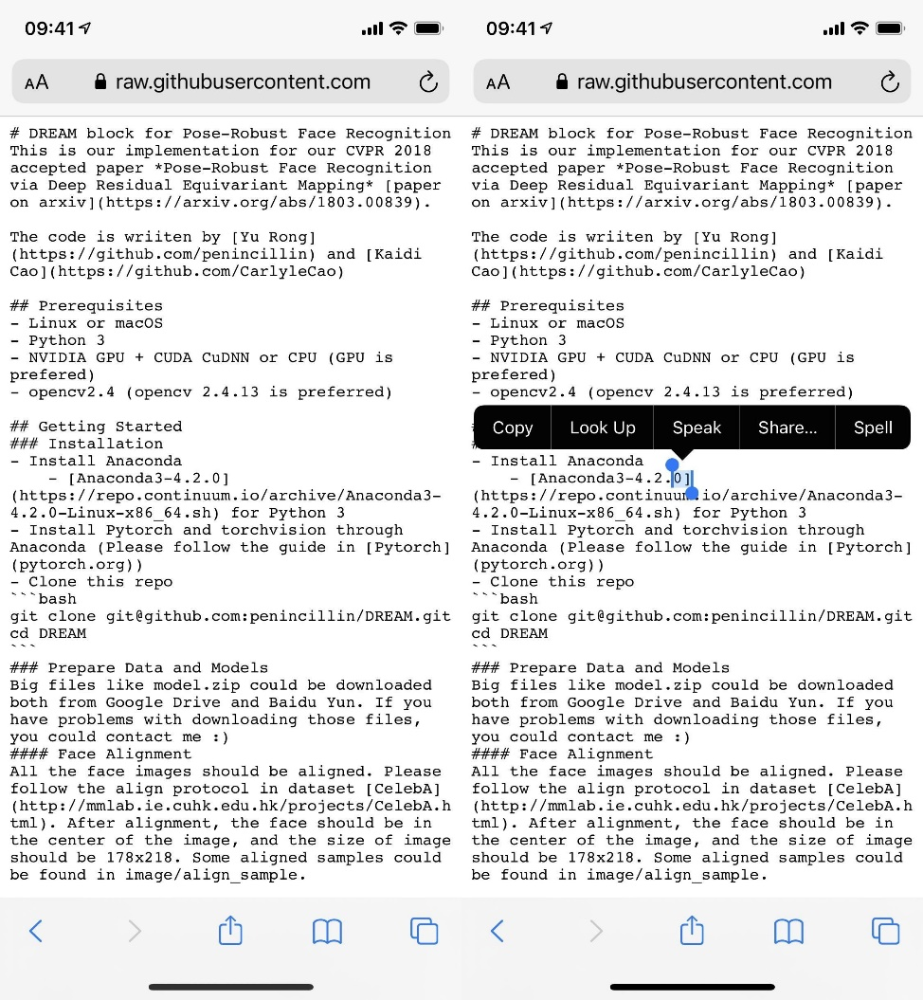 09:41
AA raw.githubusercontent.com
# DREAM block for Pose-Robust Face Recognition
This is our implementation for our CVPR 2018
accepted paper *Pose-Robust Face Recognition
via Deep Residual Equivariant Mapping* [paper
on arxiv](https://arxiv.org/abs/1803.00839).
The code is wriiten by [Yu Rong]
(https://github.com/penincillin) and [Kaidi
Cao](https://github.com/CarlyleCao)
## Prerequisites
- Linux or macOS
- Python 3
- NVIDIA GPU + CUDA CuDNN or CPU (GPU is
prefered)
- opencv2.4 (opencv 2.4.13 is preferred)
## Getting Started
### Installation
- Install Anaconda
- [Anaconda3-4.2.0]
(https://repo.continuum.io/archive/Anaconda3-
4.2.0-Linux-x86_64.sh) for Python 3
- Install Pytorch and torchvision through
Anaconda (Please follow the guide in [Pytorch]
(pytorch.org))
- Clone this repo
```bash
git clone git@github.com:penincillin/DREAM.git
cd DREAM
```
### Prepare Data and Models
Big files like model.zip could be downloaded
both from Google Drive and Baidu Yun. If you
have problems with downloading those files,
you could contact me :)
#### Face Alignment
All the face images should be aligned. Please
follow the align protocol in dataset [CelebA]
(http://mmlab.ie.cuhk.edu.hk/projects/CelebA.h
tml). After alignment, the face should be in
the center of the image, and the size of image
should be 178x218. Some aligned samples could
be found in image/align_sample.
09:41
AA raw.githubusercontent.com
# DREAM block for Pose-Robust Face Recognition
This is our implementation for our CVPR 2018
accepted paper *Pose-Robust Face Recognition
via Deep Residual Equivariant Mapping* [paper
on arxiv](https://arxiv.org/abs/1803.00839).
The code is wriiten by [Yu Rong]
(https://github.com/penincillin) and [Kaidi
Cao](https://github.com/CarlyleCao)
## Prerequisites
- Linux or macOS
- Python 3
- NVIDIA GPU + CUDA CuDNN or CPU (GPU is
prefered)
- opencv2.4 (opencv 2.4.13 is preferred)
Copy Look Up Speak Share... Spell
- Install Anaconda
- [Anaconda3-4.2.0]
(https://repo.continuum.io/archive/Anaconda3-
4.2.0-Linux-x86_64.sh) for Python 3
- Install Pytorch and torchvision through
Anaconda (Please follow the guide in [Pytorch]
(pytorch.org))
- Clone this repo
```bash
git clone git@github.com:penincillin/DREAM.git
cd DREAM
```
### Prepare Data and Models
Big files like model.zip could be downloaded
both from Google Drive and Baidu Yun. If you
have problems with downloading those files,
you could contact me :)
#### Face Alignment
All the face images should be aligned. Please
follow the align protocol in dataset [CelebA]
(http://mmlab.ie.cuhk.edu.hk/projects/CelebA.h
tml). After alignment, the face should be in
the center of the image, and the size of image
should be 178x218. Some aligned samples could
be found in image/align_sample.